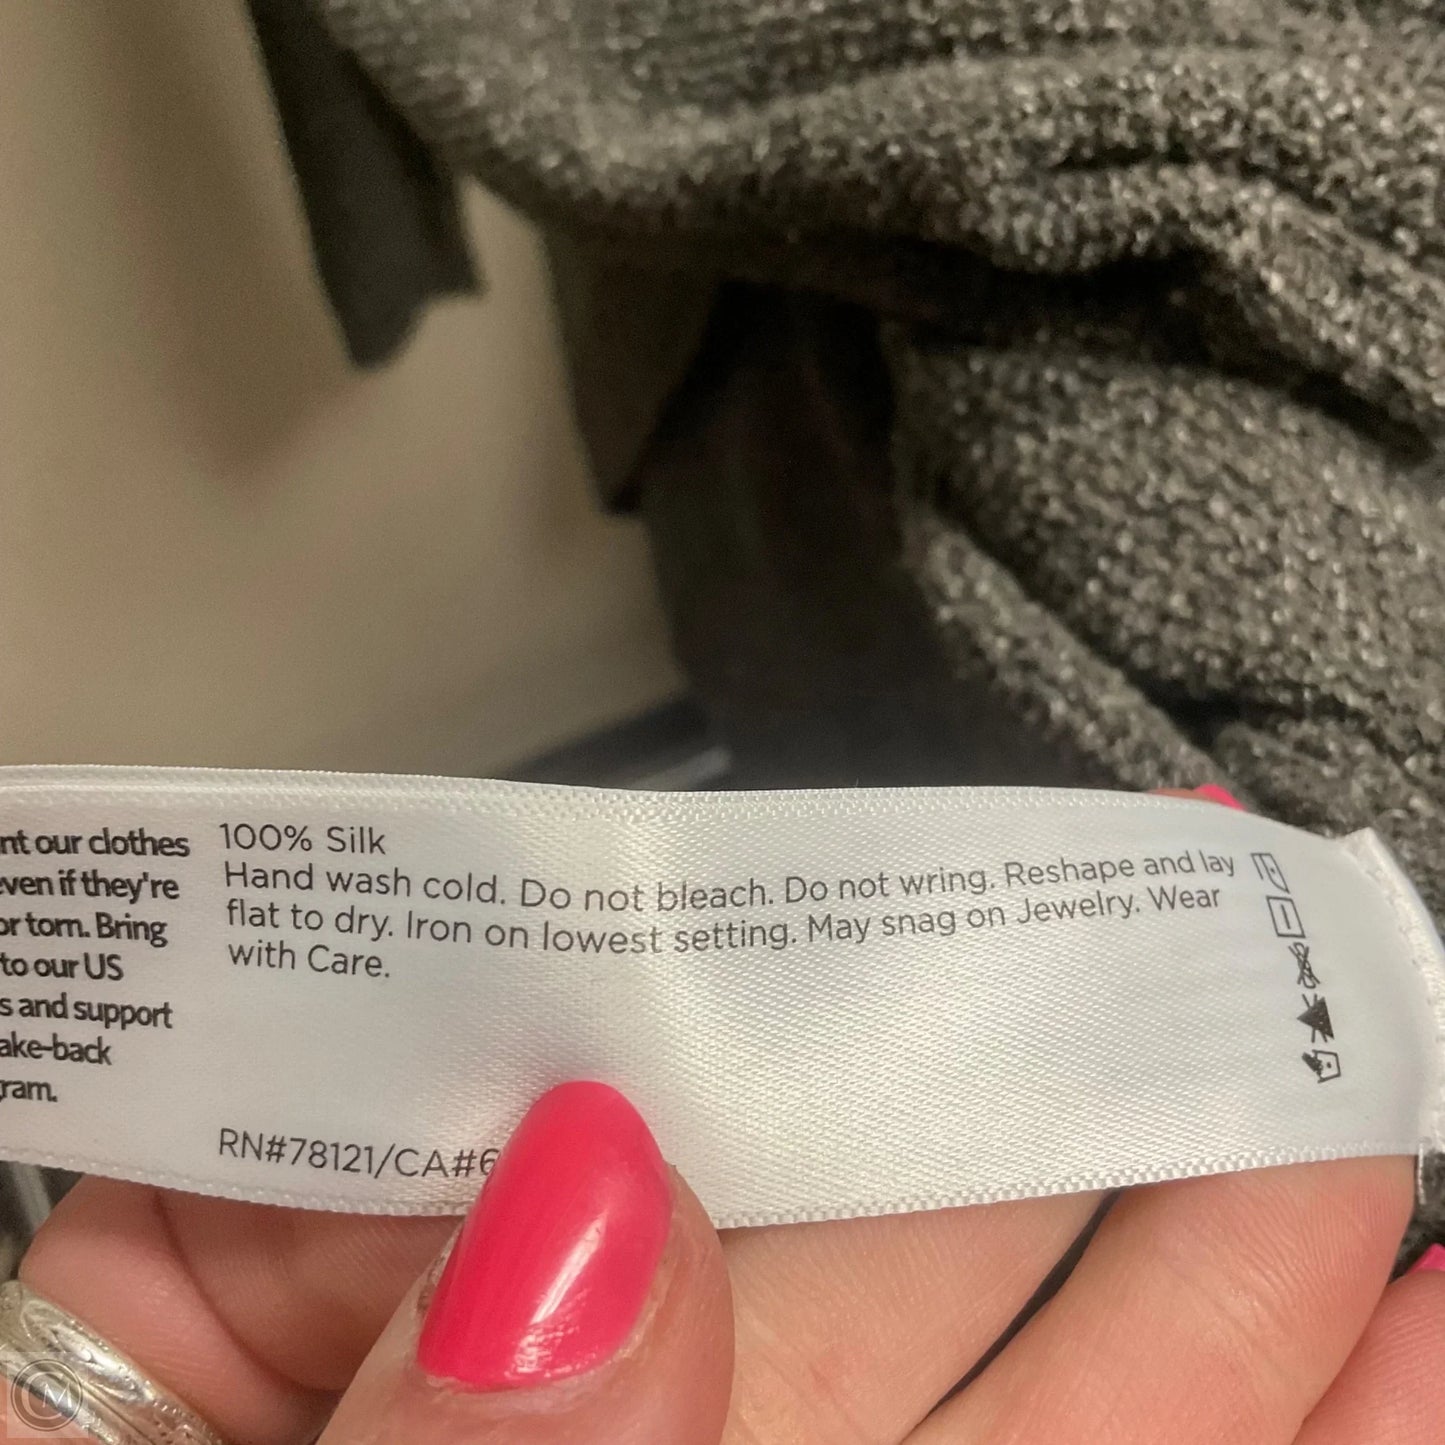 nt our clothes
even if they're
or torn. Bring
to our US
s and support
ake-back
ram.
100% Silk
Hand wash cold. Do not bleach. Do not wring. Reshape and lay
flat to dry. Iron on lowest setting. May snag on Jewelry. Wear
with Care.
RN#78121/CA#6
M